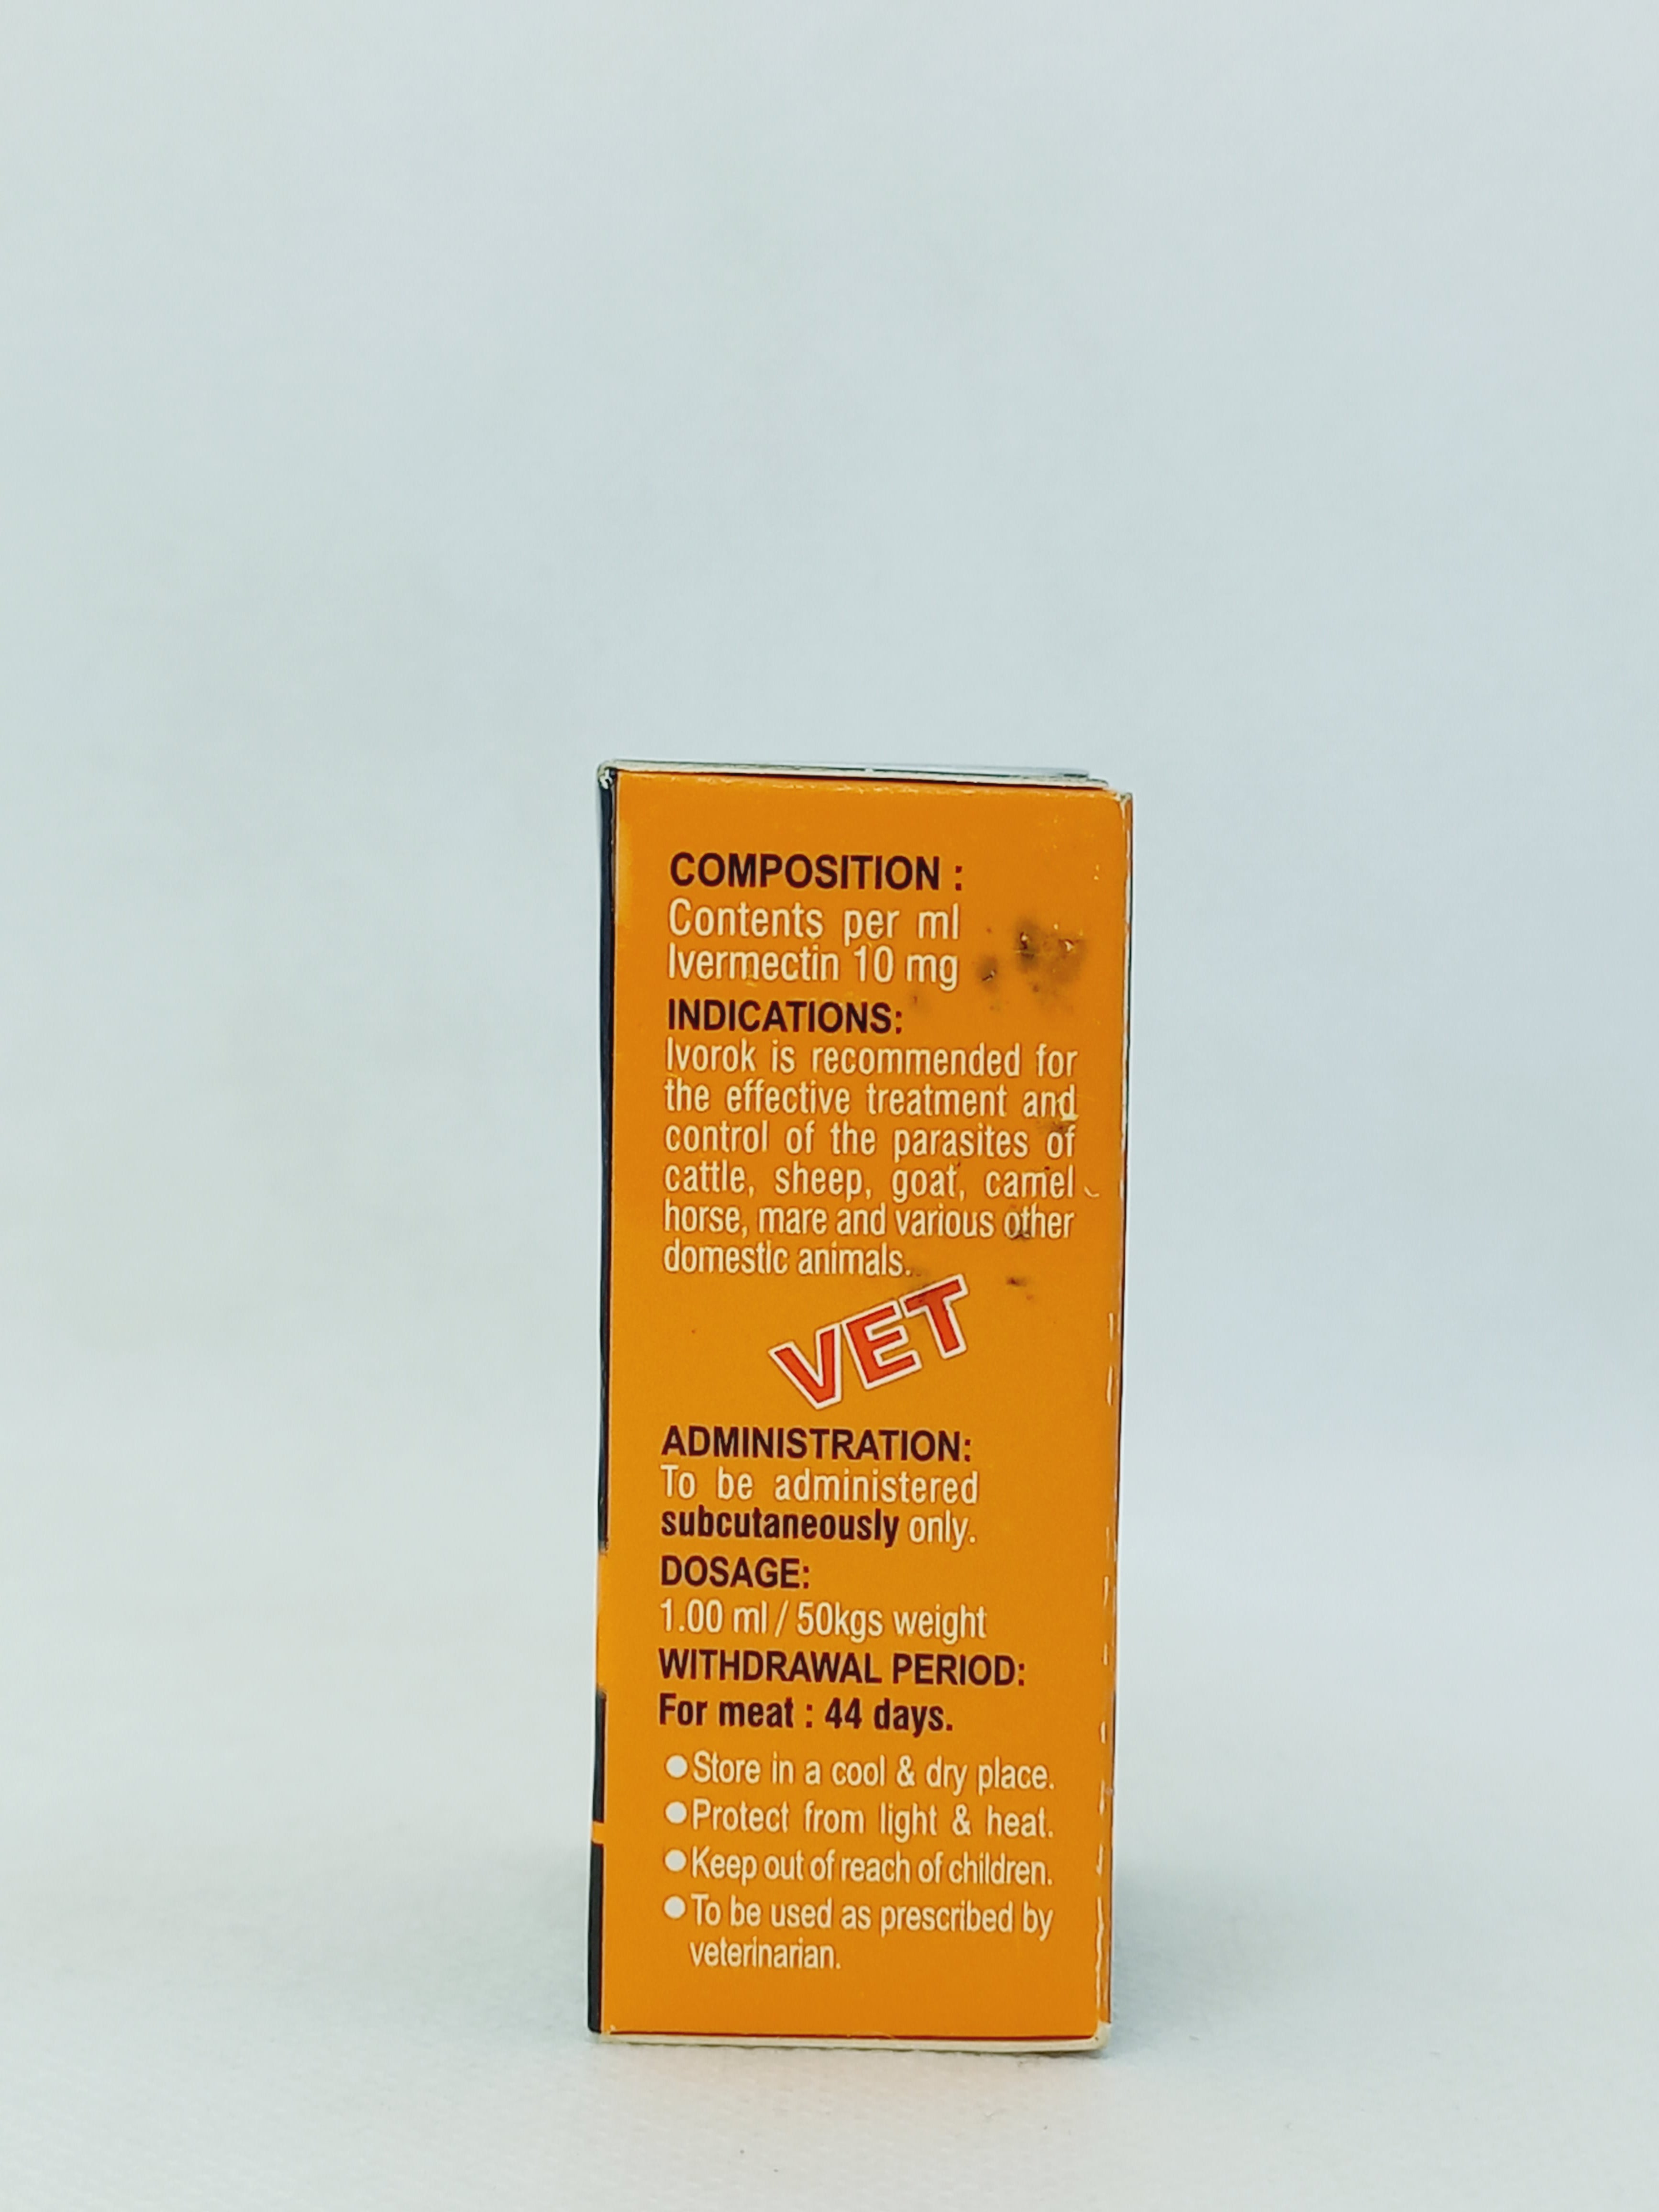 COMPOSITION :
Contents per ml
Ivermectin 10 mg
INDICATIONS:
Ivorok is recommended for
the effective treatment and
control of the parasites of
cattle, sheep, goat, camel
horse, mare and various other
domestic animals.
VET
ADMINISTRATION:
To be administered
subcutaneously only.
DOSAGE:
1.00 ml / 50kgs weight
WITHDRAWAL PERIOD:
For meat : 44 days.
●Store in a cool & dry place.
●Protect from light & heat.
●Keep out of reach of children.
●To be used as prescribed by
veterinarian.